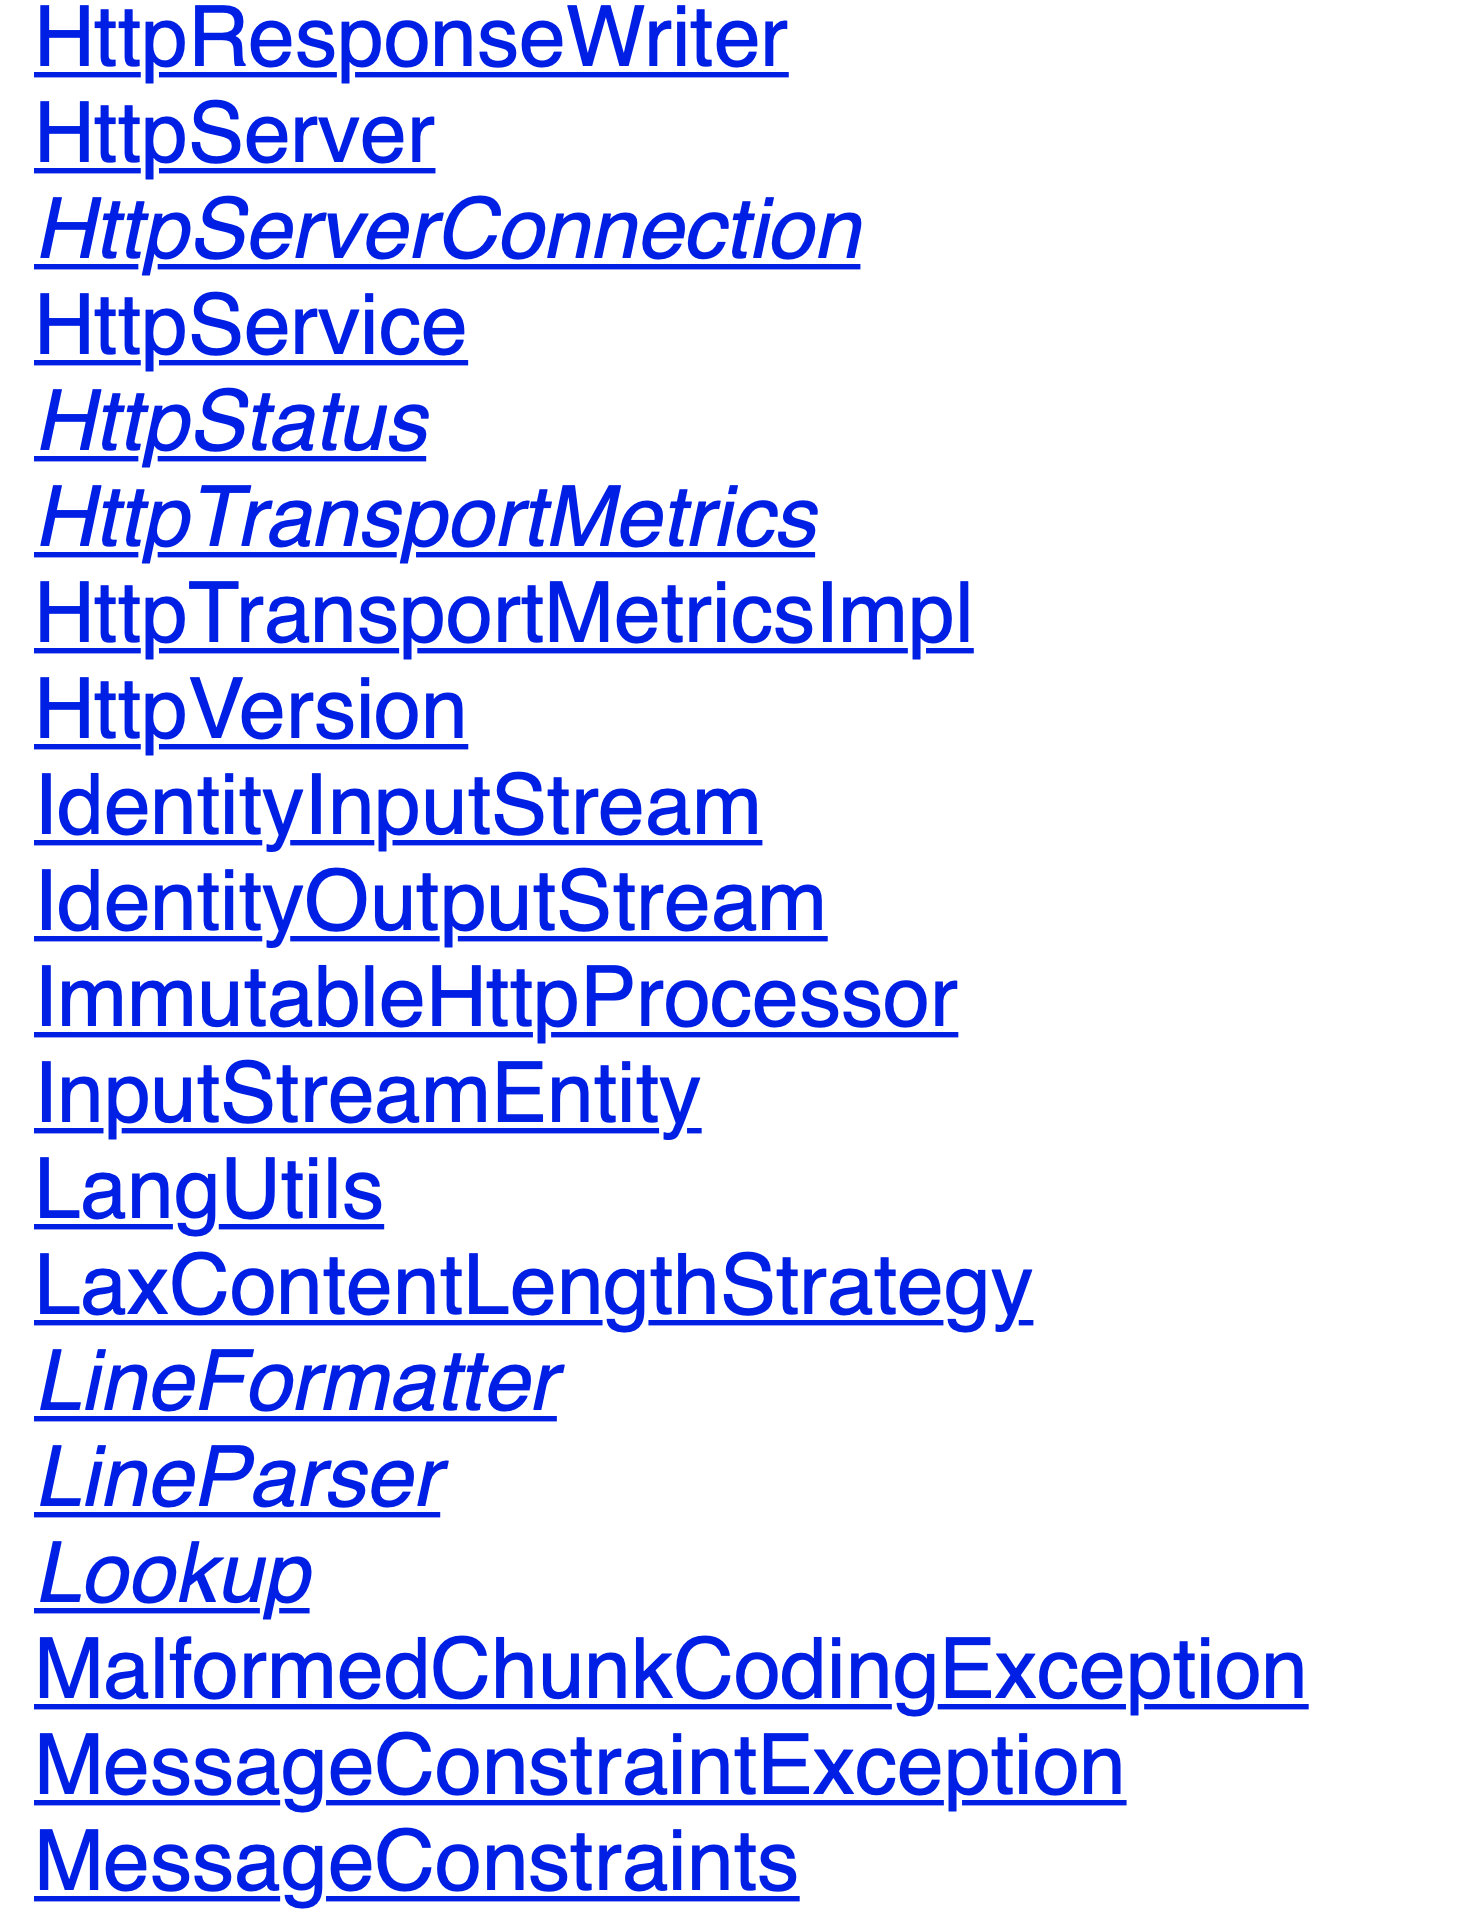 HttpResponseWriter
HttpServer
HttpServerConnection
HttpService
HttpStatus
HttpTransportMetrics
HttpTransportMetricsImpl
HttpVersion
IdentityInputStream
IdentityOutputStream
ImmutableHttpProcessor
InputStreamEntity
LangUtils
LaxContentLengthStrategy
LineFormatter
LineParser
Lookup
MalformedChunkCodingException
MessageConstraintException
MessageConstraints